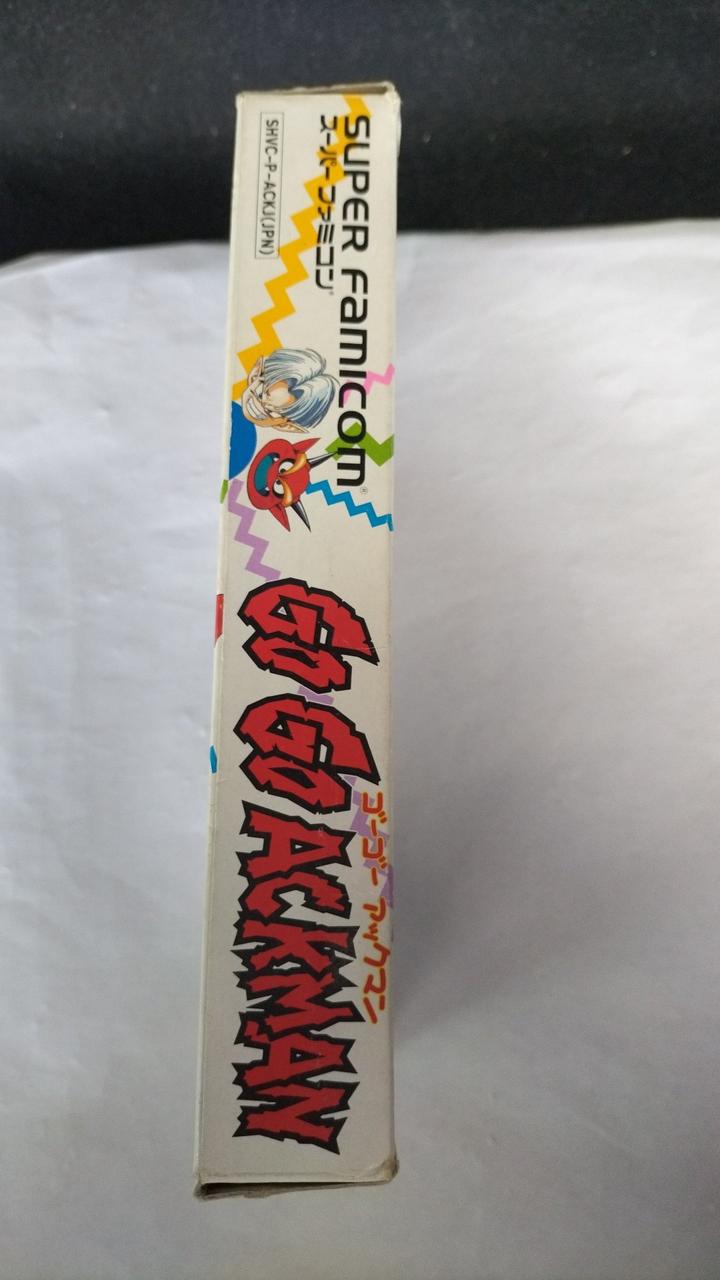 SUPER Famicom®
スーパーファミコン®
SHVC-P-ACKJ(JPN)
ゴーゴー アックマン
GO GO ACKMAN